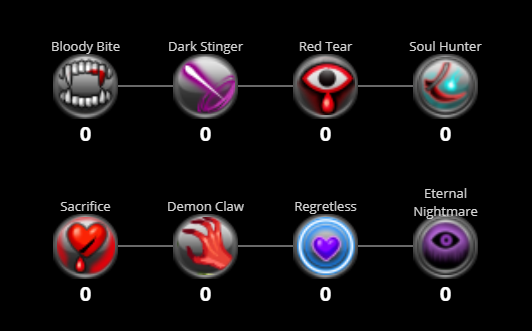 Bloody Bite
Dark Stinger
Red Tear
Soul Hunter
0
0
0
0
Sacrifice
Demon Claw
Regretless
Eternal
Nightmare
0
0
0
0